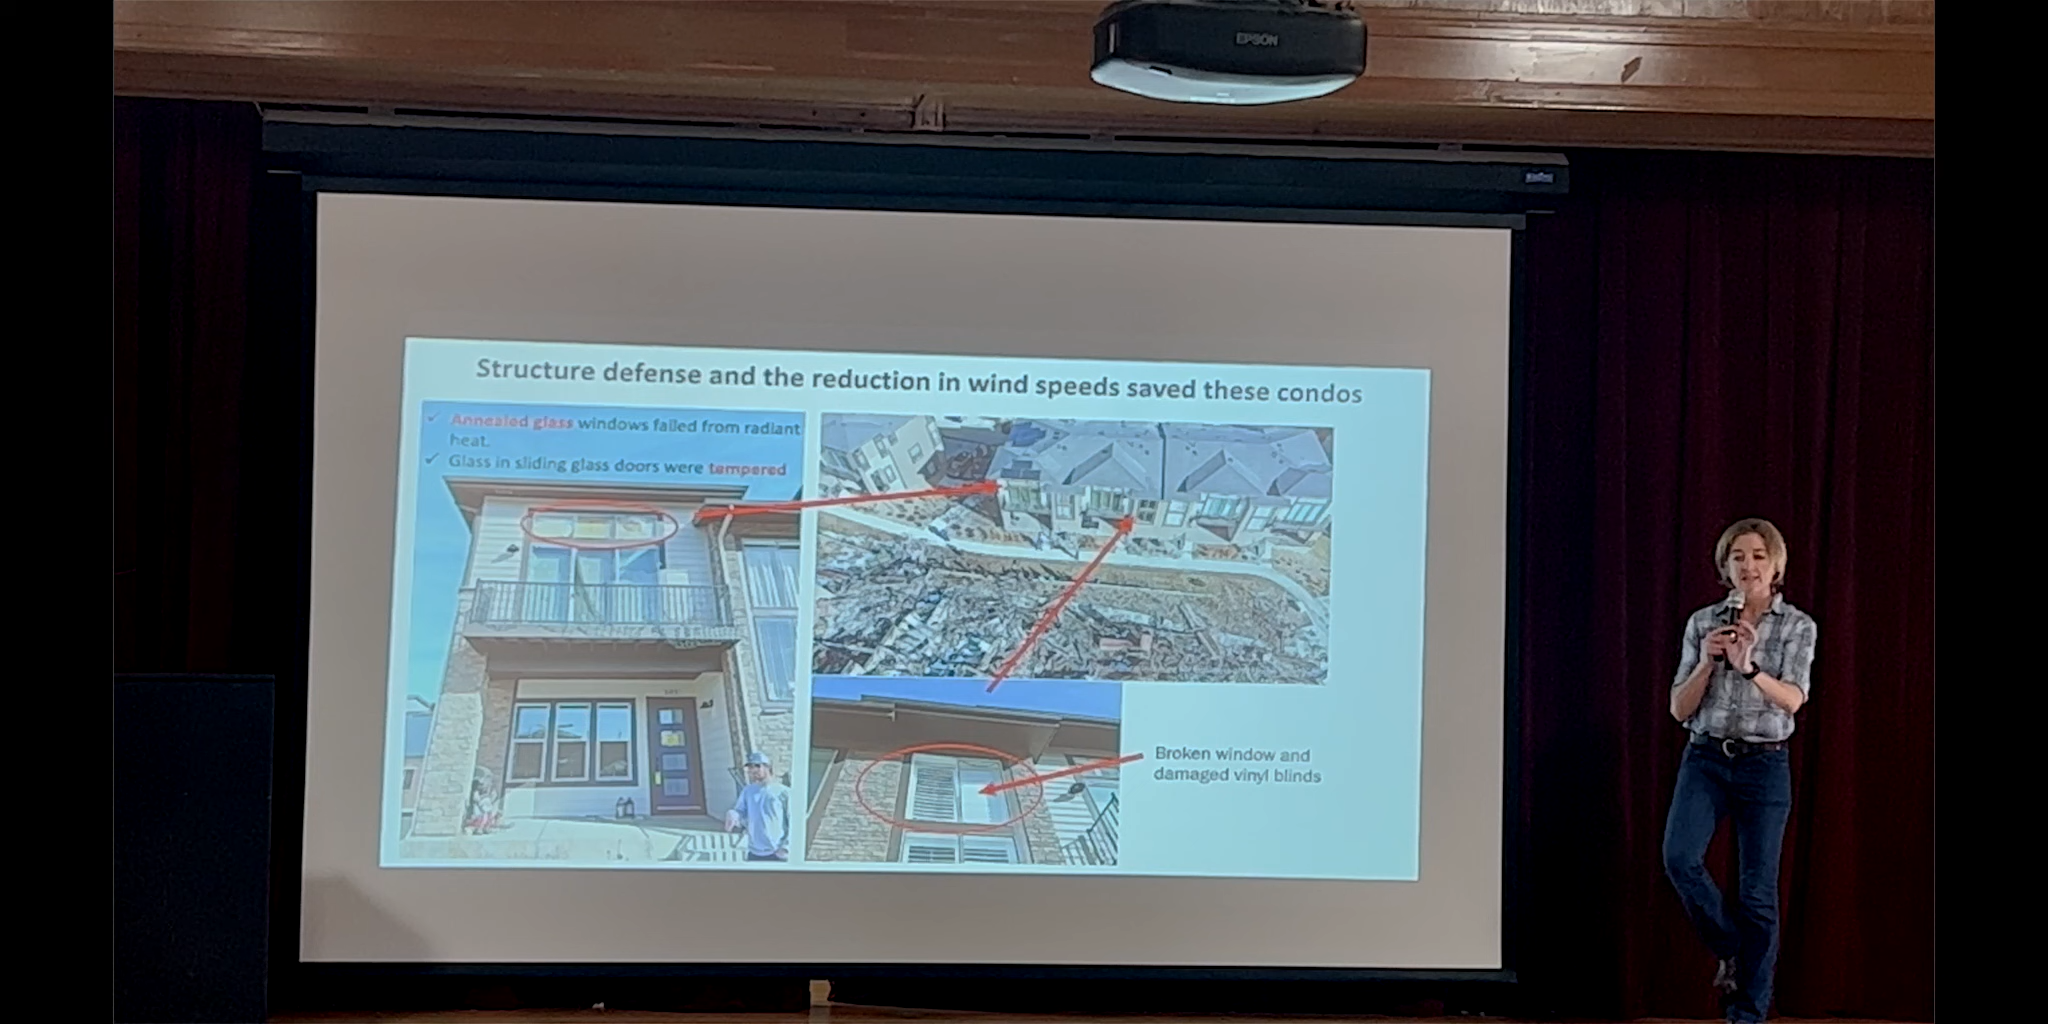 EPSON
Structure defense and the reduction in wind speeds saved these condos
✓ Annealed glass windows failed from radiant
heat.
✓ Glass in sliding glass doors were tempered
Broken window and
damaged vinyl blinds